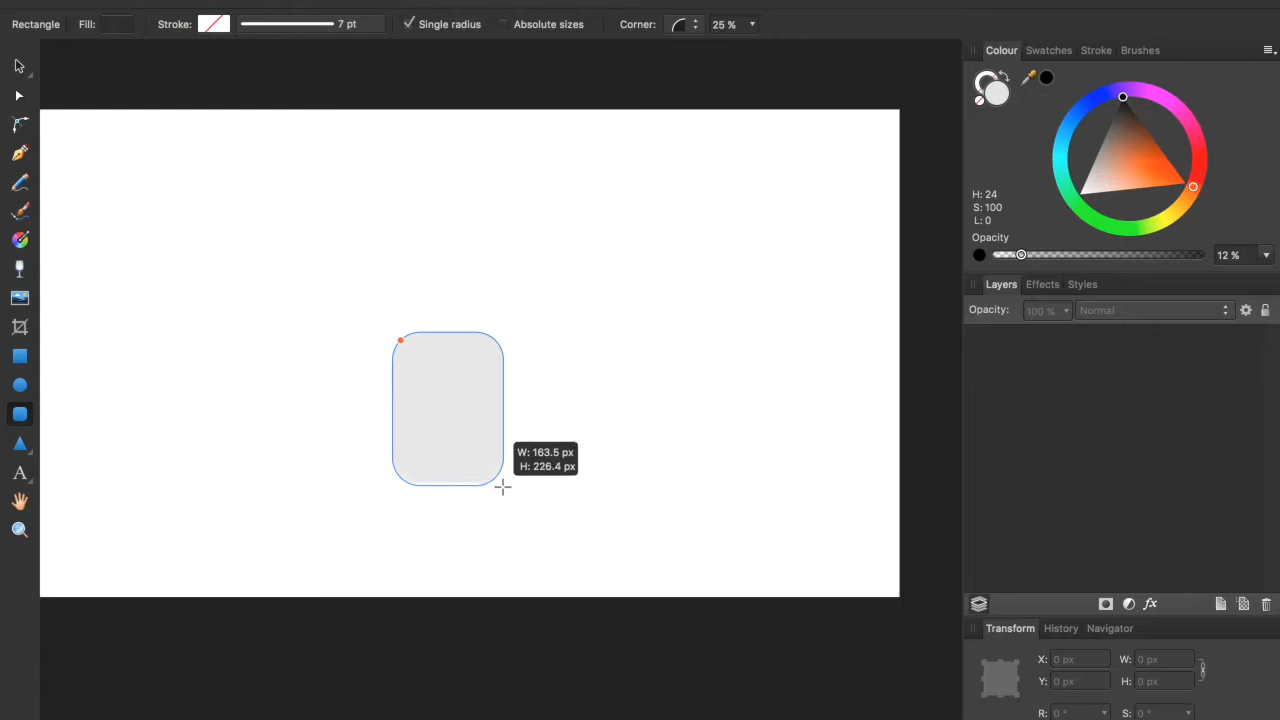 Rectangle Fill: Stroke: 7 pt Single radius Absolute sizes Corner: 25 %
Colour Swatches Stroke Brushes
H: 24
S: 100
L: 0
Opacity
12 %
Layers Effects Styles
Opacity: 100 % Normal
W: 163.5 px
H: 226.4 px
A
fx
Transform History Navigator
X: 0 px W: 0 px
Y: 0 px H: 0 px
R: 0 ° S: 0 °